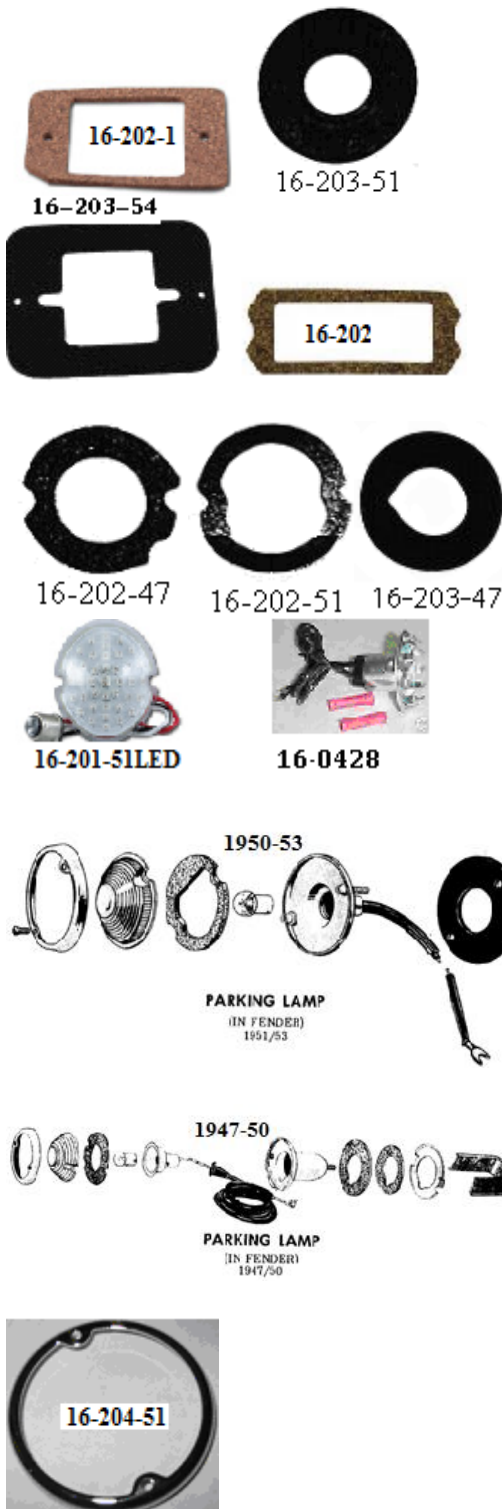 16-202-1
16-203-51
16-203-54
16-202
16-202-47
16-202-51
16-203-47
16-201-51LED
16-0428
1950-53
PARKING LAMP
(IN FENDER)
1951/53
1947-50
PARKING LAMP
(IN FENDER)
1947/50
16-204-51